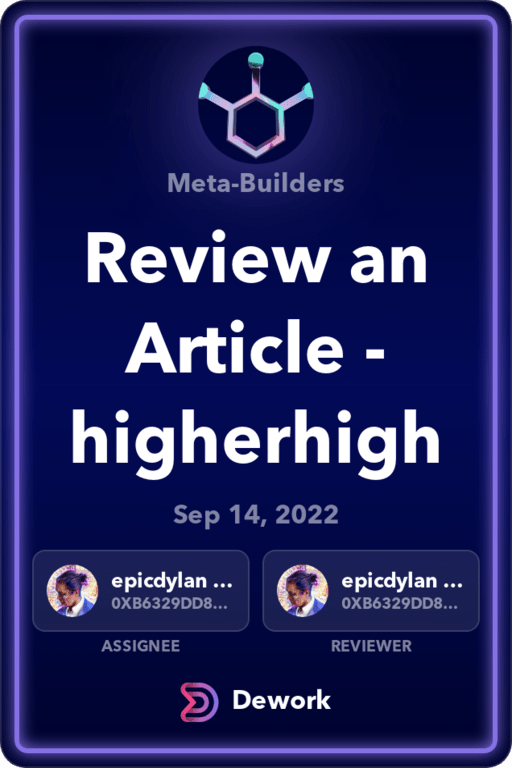 Meta-Builders
Review an
Article -
higherhigh
Sep 14, 2022
epicdylan ...
0XB6329DD8...
ASSIGNEE
epicdylan ...
0XB6329DD8...
REVIEWER
Dework